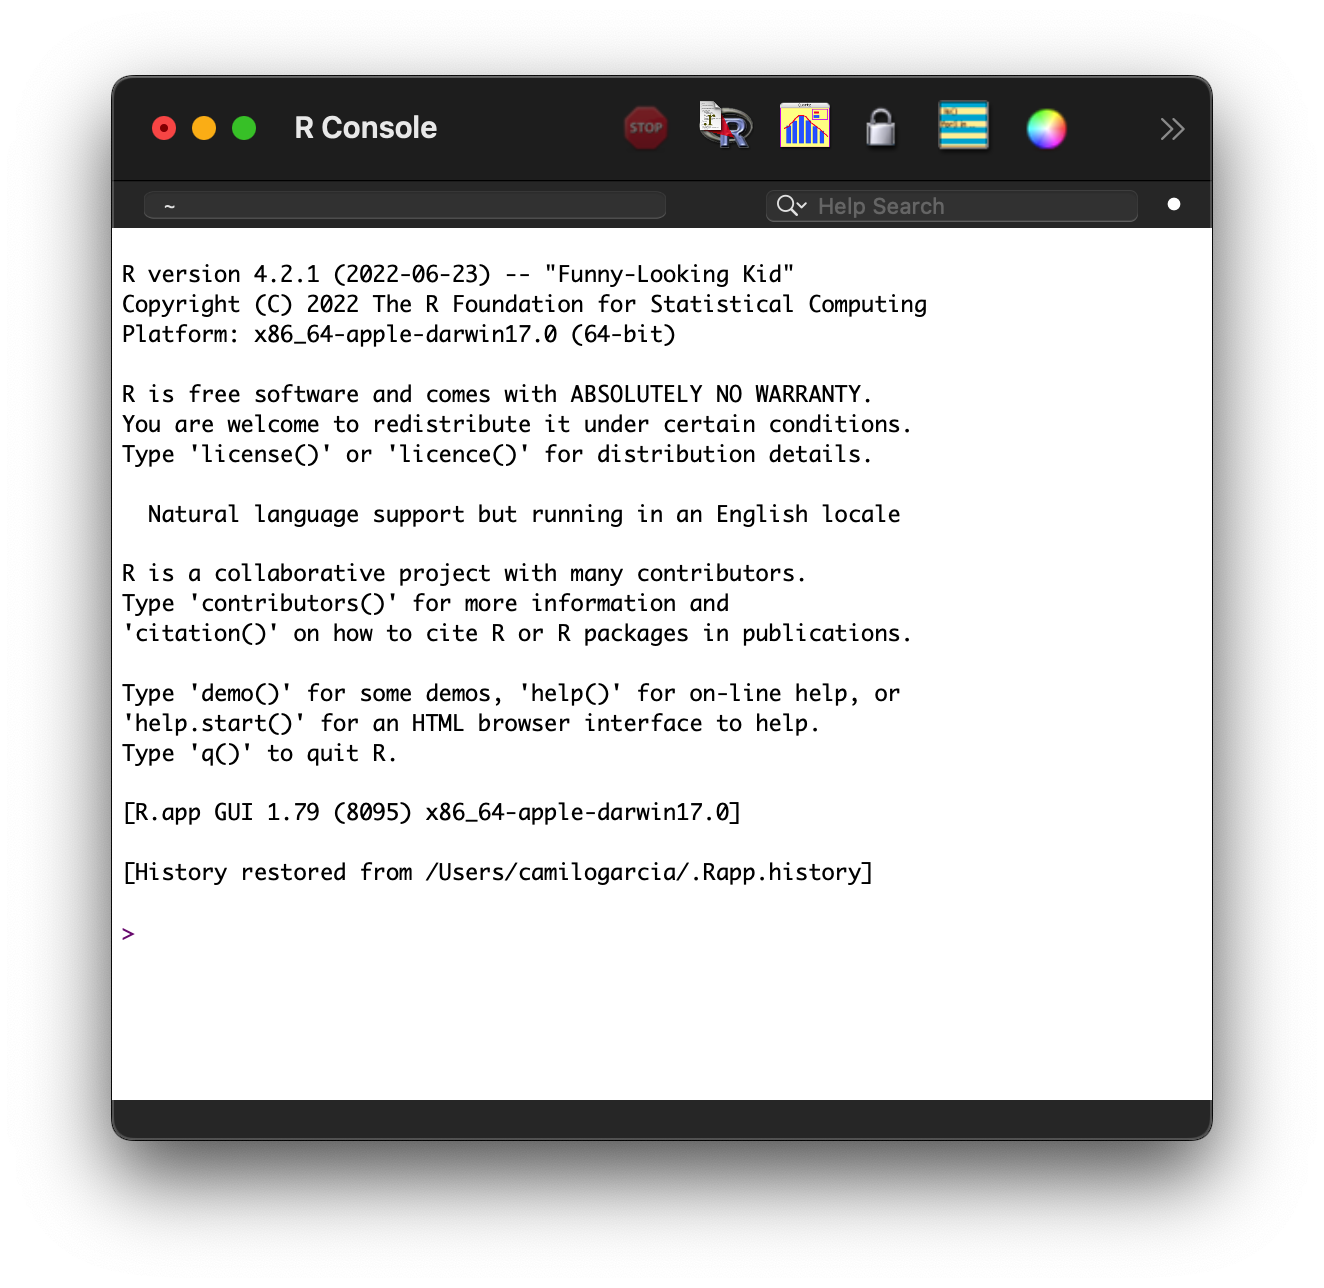 R Console
STOP
~
Help Search
R version 4.2.1 (2022-06-23) -- "Funny-Looking Kid"
Copyright (C) 2022 The R Foundation for Statistical Computing
Platform: x86_64-apple-darwin17.0 (64-bit)
R is free software and comes with ABSOLUTELY NO WARRANTY.
You are welcome to redistribute it under certain conditions.
Type 'license()' or 'licence()' for distribution details.
Natural language support but running in an English locale
R is a collaborative project with many contributors.
Type 'contributors()' for more information and
'citation()' on how to cite R or R packages in publications.
Type 'demo()' for some demos, 'help()' for on-line help, or
'help.start()' for an HTML browser interface to help.
Type 'q()' to quit R.
[R.app GUI 1.79 (8095) x86_64-apple-darwin17.0]
[History restored from /Users/camilogarcia/.Rapp.history]
>